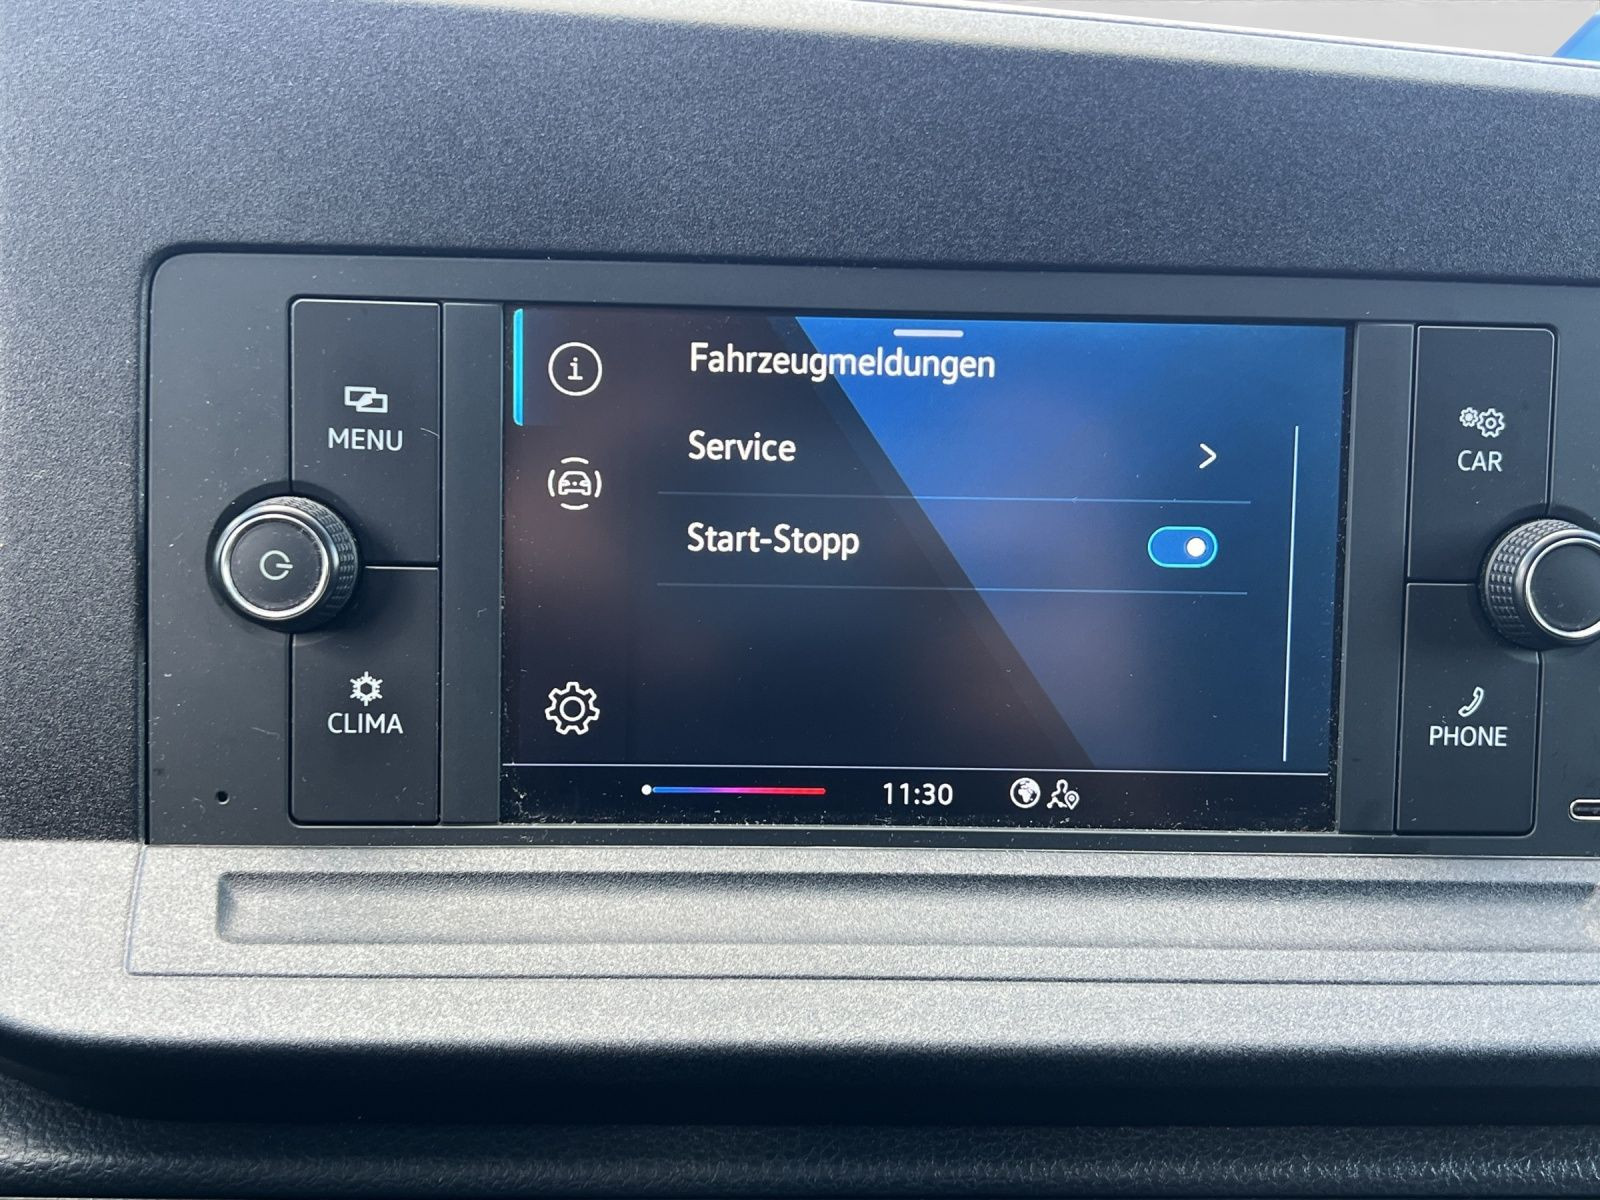 MENU
CLIMA
Fahrzeugmeldungen
Service
Start-Stopp
11:30
CAR
PHONE